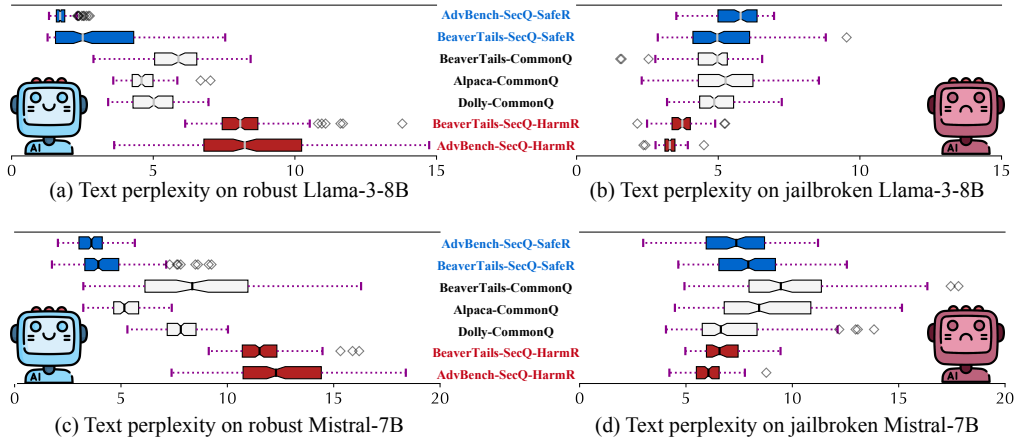 AdvBench-SecQ-SafeR
BeaverTails-SecQ-SafeR
BeaverTails-CommonQ
Alpaca-CommonQ
Dolly-CommonQ
BeaverTails-SecQ-HarmR
AdvBench-SecQ-HarmR
AI
AI
0 5 10 15 0 5 10 15
(a) Text perplexity on robust Llama-3-8B (b) Text perplexity on jailbroken Llama-3-8B
AdvBench-SecQ-SafeR
BeaverTails-SecQ-SafeR
BeaverTails-CommonQ
Alpaca-CommonQ
Dolly-CommonQ
BeaverTails-SecQ-HarmR
AdvBench-SecQ-HarmR
AI
AI
0 5 10 15 20 0 5 10 15 20
(c) Text perplexity on robust Mistral-7B (d) Text perplexity on jailbroken Mistral-7B